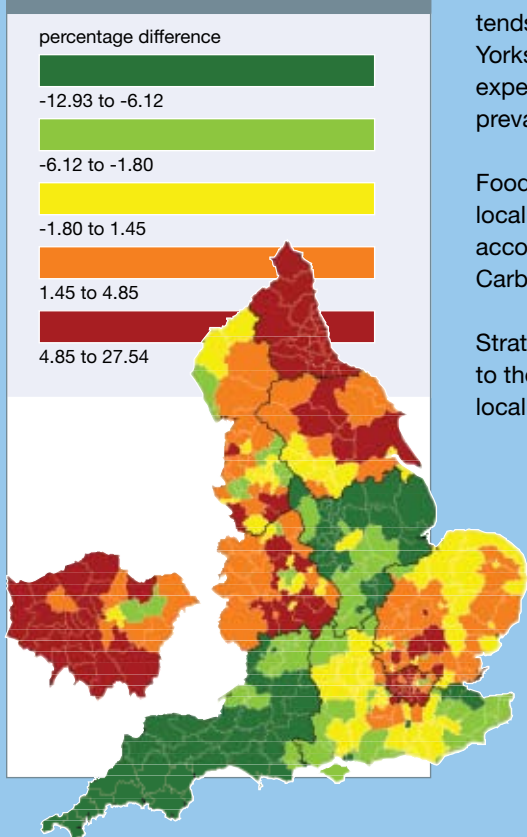 percentage difference
-12.93 to -6.12
-6.12 to -1.80
-1.80 to 1.45
1.45 to 4.85
4.85 to 27.54
tends
Yorks
expe
preva
Food
local
acco
Carb
Strat
to the
local